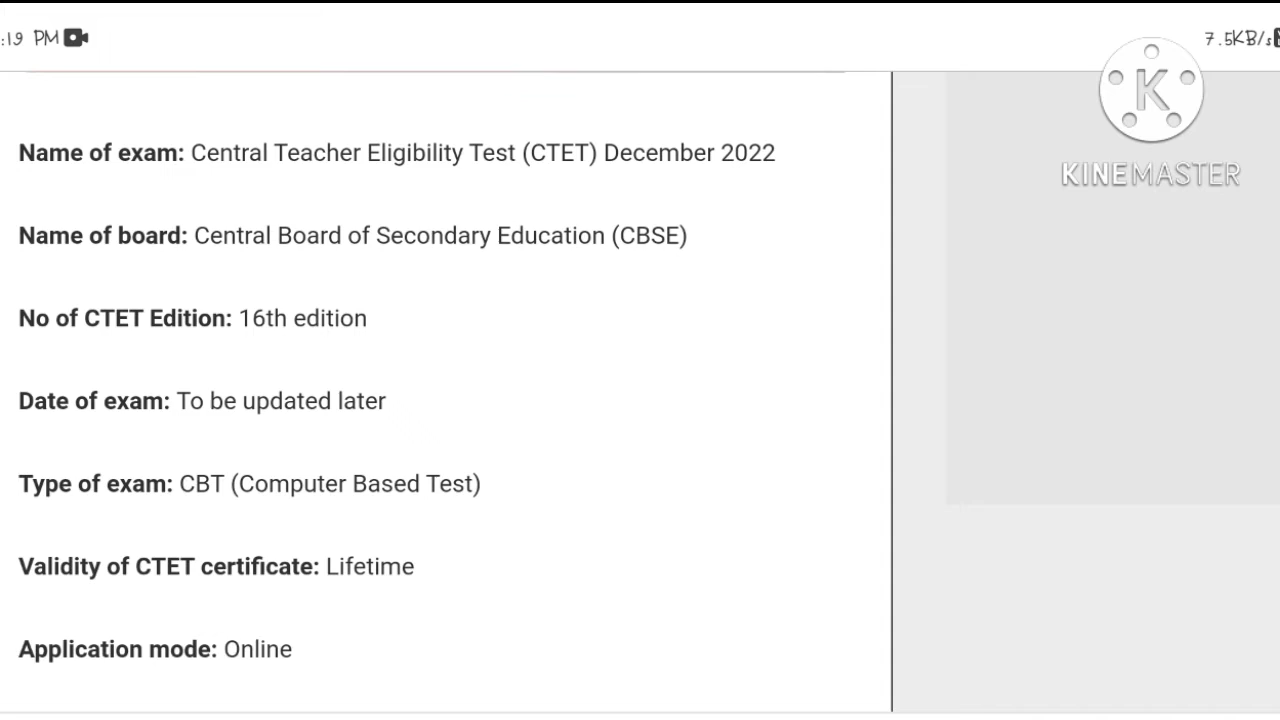 :19 PM
7.5KB/s
K
KINEMASTER
Name of exam: Central Teacher Eligibility Test (CTET) December 2022
Name of board: Central Board of Secondary Education (CBSE)
No of CTET Edition: 16th edition
Date of exam: To be updated later
Type of exam: CBT (Computer Based Test)
Validity of CTET certificate: Lifetime
Application mode: Online